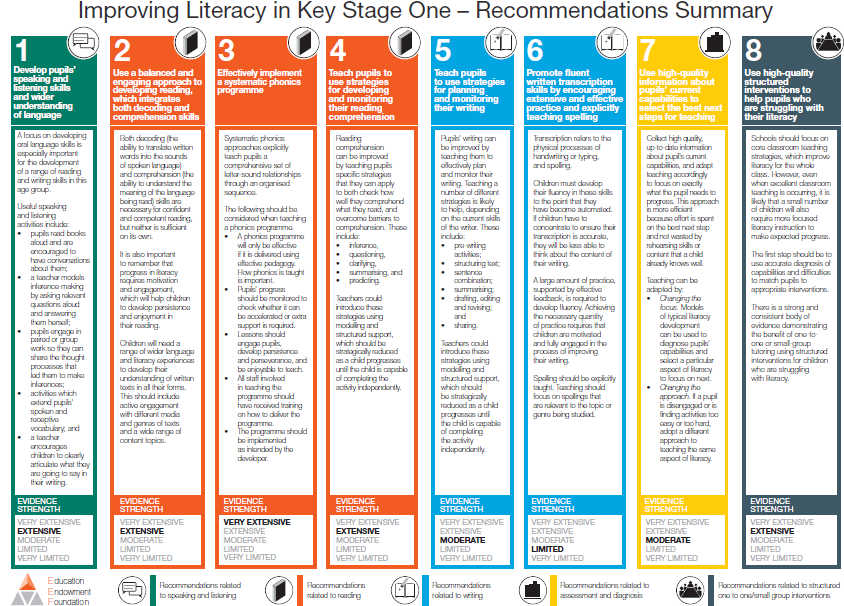 Improving Literacy in Key Stage One – Recommendations Summary
1
Develop pupils'
speaking and
listening skills
and wider
understanding
of language
A focus on developing
oral language skills is
especially important
for the development
of a range of reading
and writing skills in this
age group.
Useful speaking
and listening
activities include:
• pupils read books
aloud and are
encouraged to
have conversations
about them;
• a teacher models
inference-making
by asking relevant
questions aloud
and answering
them herself;
• pupils engage in
paired or group
work so they can
share the thought
processes that
led them to make
inferences;
• activities which
extend pupils'
spoken and
receptive
vocabulary; and
• a teacher
encourages
children to clearly
articulate what they
are going to say in
their writing.
EVIDENCE
STRENGTH
VERY EXTENSIVE
EXTENSIVE
MODERATE
LIMITED
VERY LIMITED
2
Use a balanced and
engaging approach to
developing reading,
which integrates
both decoding and
comprehension skills
Both decoding (the
ability to translate written
words into the sounds
of spoken language)
and comprehension (the
ability to understand the
meaning of the language
being read) skills are
necessary for confident
and competent reading,
but neither is sufficient
on its own.
It is also important
to remember that
progress in literacy
requires motivation
and engagement,
which will help children
to develop persistence
and enjoyment in
their reading.
Children will need a
range of wider language
and literacy experiences
to develop their
understanding of written
texts in all their forms.
This should include
active engagement
with different media
and genres of texts
and a wide range of
content topics.
EVIDENCE
STRENGTH
VERY EXTENSIVE
EXTENSIVE
MODERATE
LIMITED
VERY LIMITED
3
Effectively implement
a systematic phonics
programme
Systematic phonics
approaches explicitly
teach pupils a
comprehensive set of
letter-sound relationships
through an organised
sequence.
The following should be
considered when teaching
a phonics programme.
• A phonics programme
will only be effective
if it is delivered using
effective pedagogy.
How phonics is taught
is important.
• Pupils' progress
should be monitored to
check whether it can
be accelerated or extra
support is required.
• Lessons should
engage pupils,
develop persistence
and perseverance, and
be enjoyable to teach.
• All staff involved
in teaching the
programme should
have received training
on how to deliver the
programme.
• The programme should
be implemented
as intended by the
developer.
EVIDENCE
STRENGTH
VERY EXTENSIVE
EXTENSIVE
MODERATE
LIMITED
VERY LIMITED
4
Teach pupils to
use strategies
for developing
and monitoring
their reading
comprehension
Reading
comprehension
can be improved
by teaching pupils
specific strategies
that they can apply
to both check how
well they comprehend
what they read, and
overcome barriers to
comprehension. These
include:
• inference,
• questioning,
• clarifying,
• summarising, and
• predicting.
Teachers could
introduce these
strategies using
modelling and
structured support,
which should be
strategically reduced
as a child progresses
until the child is capable
of completing the
activity independently.
EVIDENCE
STRENGTH
VERY EXTENSIVE
EXTENSIVE
MODERATE
LIMITED
VERY LIMITED
5
Teach pupils
to use strategies
for planning
and monitoring
their writing
Pupils' writing can
be improved by
teaching them to
effectively plan and
monitor their
writing. Teaching a
number of different
strategies is likely
to help, depending
on the current skills
of the writer. These
include:
• pre-writing
activities;
• structuring text;
• sentence
combination;
• summarising;
• drafting, editing
and revising;
and
• sharing.
Teachers could
introduce these
strategies using
modelling and
structured support,
which should
be strategically
reduced as a child
progresses until
the child is capable
of completing
the activity
independently.
EVIDENCE
STRENGTH
VERY EXTENSIVE
EXTENSIVE
MODERATE
LIMITED
VERY LIMITED
6
Promote fluent
written transcription
skills by encouraging
extensive and effective
practice and explicitly
teaching spelling
Transcription refers to the
physical processes of
handwriting or typing,
and spelling.
Children must develop
their fluency in these skills
to the point that they
have become automated.
If children have to
concentrate to ensure their
transcription is accurate,
they will be less able to
think about the content of
their writing.
A large amount of practice,
supported by effective
feedback, is required to
develop fluency. Achieving
the necessary quantity
of practice requires that
children are motivated
and fully engaged in the
process of improving
their writing.
Spelling should be explicitly
taught. Teaching should
focus on spellings that
are relevant to the topic or
genre being studied.
EVIDENCE
STRENGTH
VERY EXTENSIVE
EXTENSIVE
MODERATE
LIMITED
VERY LIMITED
7
Use high-quality
information about
pupils' current
capabilities to
select the best next
steps for teaching
Collect high quality,
up-to-date information
about pupil's current
capabilities, and adapt
teaching accordingly
to focus on exactly
what the pupil needs to
progress. This approach
is more efficient
because effort is spent
on the best next step
and not wasted by
rehearsing skills or
content that a child
already knows well.
Teaching can be
adapted by:
• Changing the
focus. Models
of typical literacy
development
can be used to
diagnose pupils'
capabilities and
select a particular
aspect of literacy
to focus on next.
• Changing the
approach. If a pupil
is disengaged or is
finding activities too
easy or too hard,
adopt a different
approach to
teaching the same
aspect of literacy.
EVIDENCE
STRENGTH
VERY EXTENSIVE
EXTENSIVE
MODERATE
LIMITED
VERY LIMITED
8
Use high-quality
structured
interventions to
help pupils who
are struggling with
their literacy
Schools should focus on
core classroom teaching
strategies, which improve
literacy for the whole
class. However, even
when excellent classroom
teaching is occurring, it is
likely that a small number
of children will also
require more focused
literacy instruction to
make expected progress.
The first step should be to
use accurate diagnosis of
capabilities and difficulties
to match pupils to
appropriate interventions.
There is a strong and
consistent body of
evidence demonstrating
the benefit of one-to-
one or small group
tutoring using structured
interventions for children
who are struggling
with literacy.
EVIDENCE
STRENGTH
VERY EXTENSIVE
EXTENSIVE
MODERATE
LIMITED
VERY LIMITED
E
E
F
Education
Endowment
Foundation
Recommendations related
to speaking and listening
Recommendations
related to reading
Recommendations
related to writing
Recommendations related to
assessment and diagnosis
Recommendations related to structured
one to one/small group interventions